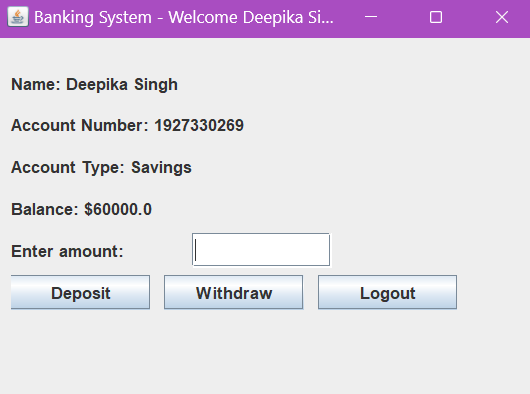 Banking System - Welcome Deepika Si...
Name: Deepika Singh
Account Number: 1927330269
Account Type: Savings
Balance: $60000.0
Enter amount:
Deposit Withdraw Logout